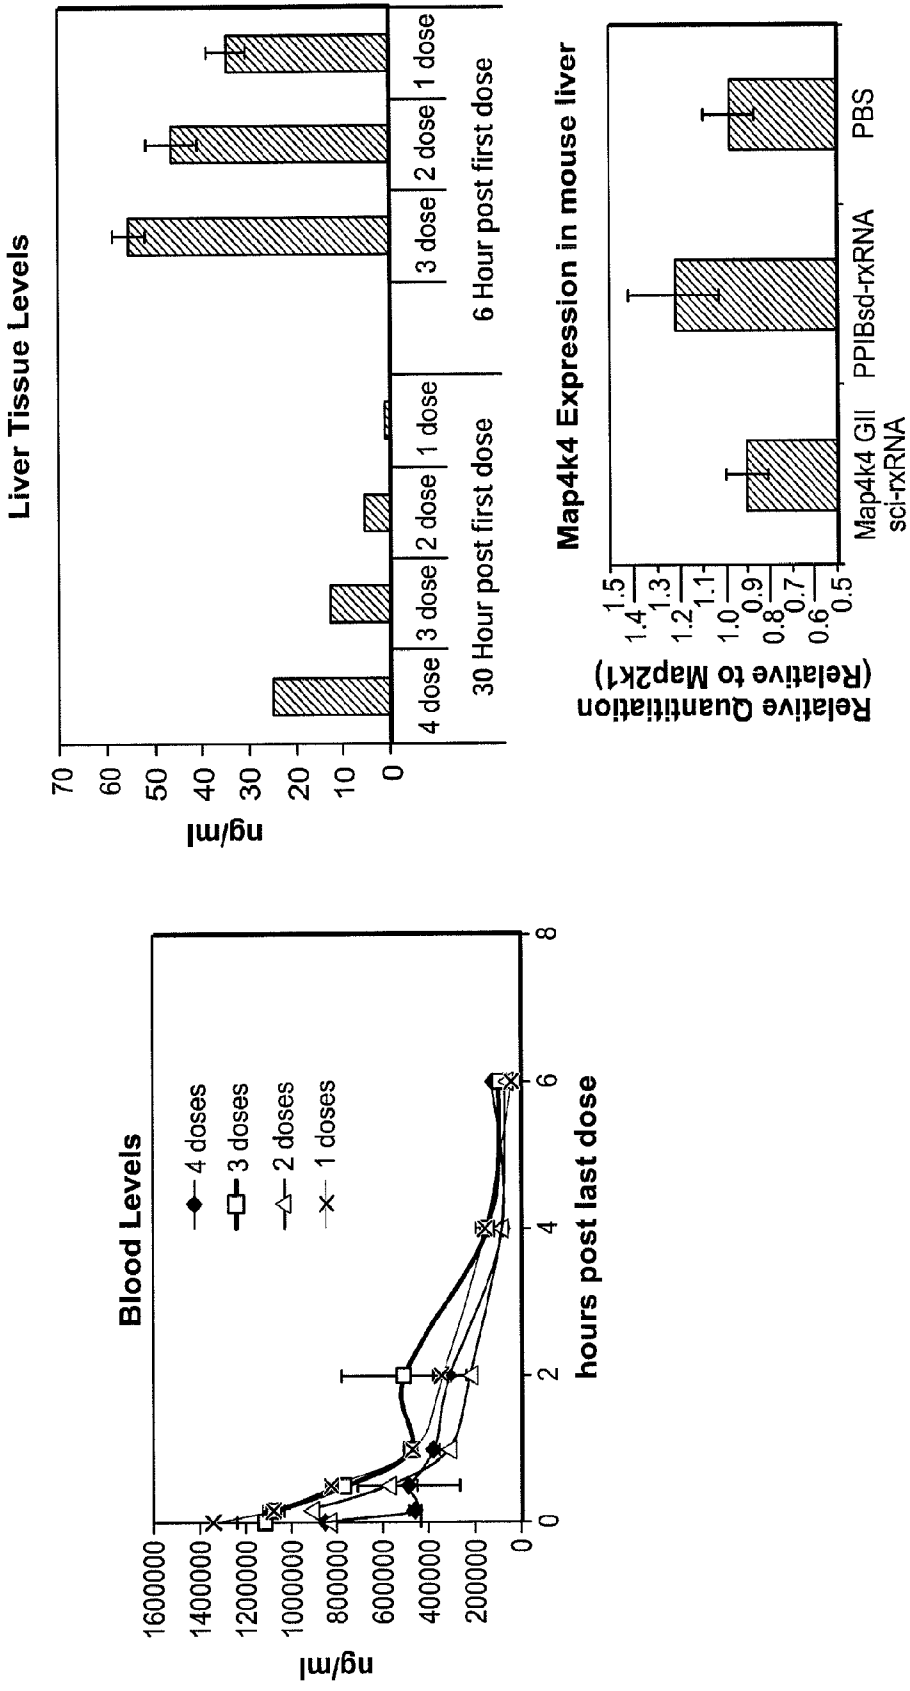 Blood Levels
ng/ml
1600000
1400000
1200000
1000000
800000
600000
400000
200000
0
0
2
4
6
8
hours post last dose
4 doses
3 doses
2 doses
1 doses
Liver Tissue Levels
ng/ml
70
60
50
40
30
20
10
0
4 dose
3 dose
2 dose
1 dose
3 dose
2 dose
1 dose
30 Hour post first dose
6 Hour post first dose
Map4k4 Expression in mouse liver
Relative Quantitiation
(Relative to Map2k1)
1.5
1.4
1.3
1.2
1.1
1.0
0.9
0.8
0.7
0.6
0.5
Map4k4 GII
sci-rxRNA
PPIBsd-rxRNA
PBS